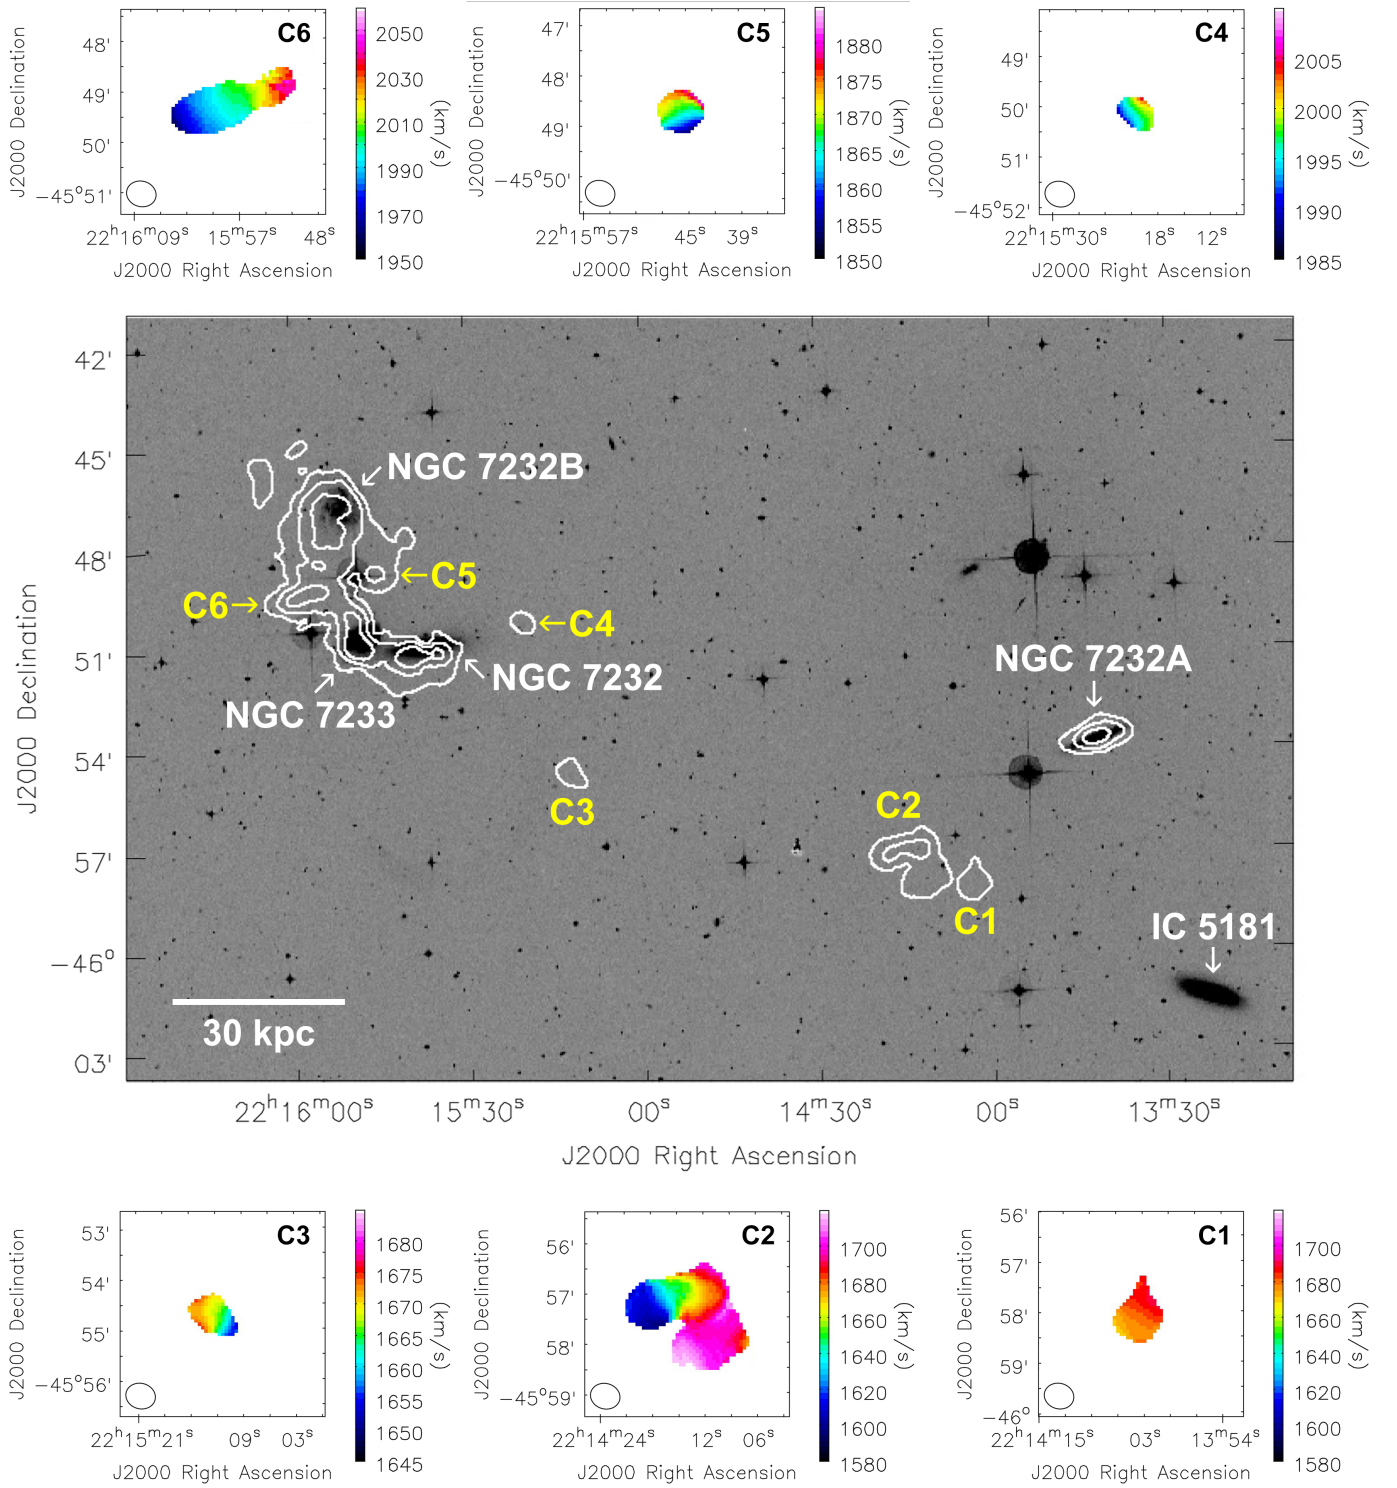 C6
48'
49'
50'
−45°51'
22ʰ16ᵐ09ˢ
15ᵐ57ˢ
48ˢ
J2000 Right Ascension
J2000 Declination
2050
2030
2010
1990
1970
1950
(km/s)
C5
46'
47'
48'
49'
−45°50'
22ʰ15ᵐ57ˢ
45ˢ
39ˢ
J2000 Right Ascension
J2000 Declination
1880
1875
1870
1865
1860
1855
1850
(km/s)
C4
49'
50'
51'
−45°52'
22ʰ15ᵐ30ˢ
18ˢ
12ˢ
J2000 Right Ascension
J2000 Declination
2005
2000
1995
1990
1985
(km/s)
42'
45'
48'
51'
54'
57'
−46°
03'
J2000 Declination
NGC 7232B
←C5
C6→
←C4
NGC 7232
NGC 7233
NGC 7232A
C3
C2
C1
IC 5181
30 kpc
22ʰ16ᵐ00ˢ
15ᵐ30ˢ
00ˢ
14ᵐ30ˢ
00ˢ
13ᵐ30ˢ
J2000 Right Ascension
C3
53'
54'
55'
−45°56'
22ʰ15ᵐ21ˢ
09ˢ
03ˢ
J2000 Right Ascension
J2000 Declination
1680
1675
1670
1665
1660
1655
1650
1645
(km/s)
C2
56'
57'
58'
−45°59'
22ʰ14ᵐ24ˢ
12ˢ
06ˢ
J2000 Right Ascension
J2000 Declination
1700
1680
1660
1640
1620
1600
1580
(km/s)
C1
56'
57'
58'
59'
−46°
22ʰ14ᵐ15ˢ
03ˢ
13ᵐ54ˢ
J2000 Right Ascension
J2000 Declination
1700
1680
1660
1640
1620
1600
1580
(km/s)